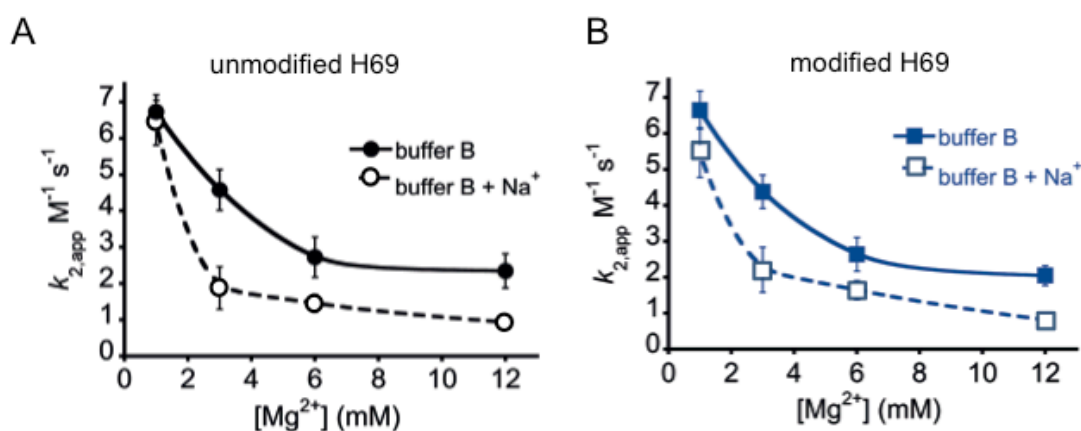 A
unmodified H69
k2,app M⁻¹ s⁻¹
7
6
5
4
3
2
1
0
buffer B
buffer B + Na⁺
0 2 4 6 8 10 12
[Mg²⁺] (mM)
B
modified H69
k2,app M⁻¹ s⁻¹
7
6
5
4
3
2
1
0
buffer B
buffer B + Na⁺
0 2 4 6 8 10 12
[Mg²⁺] (mM)